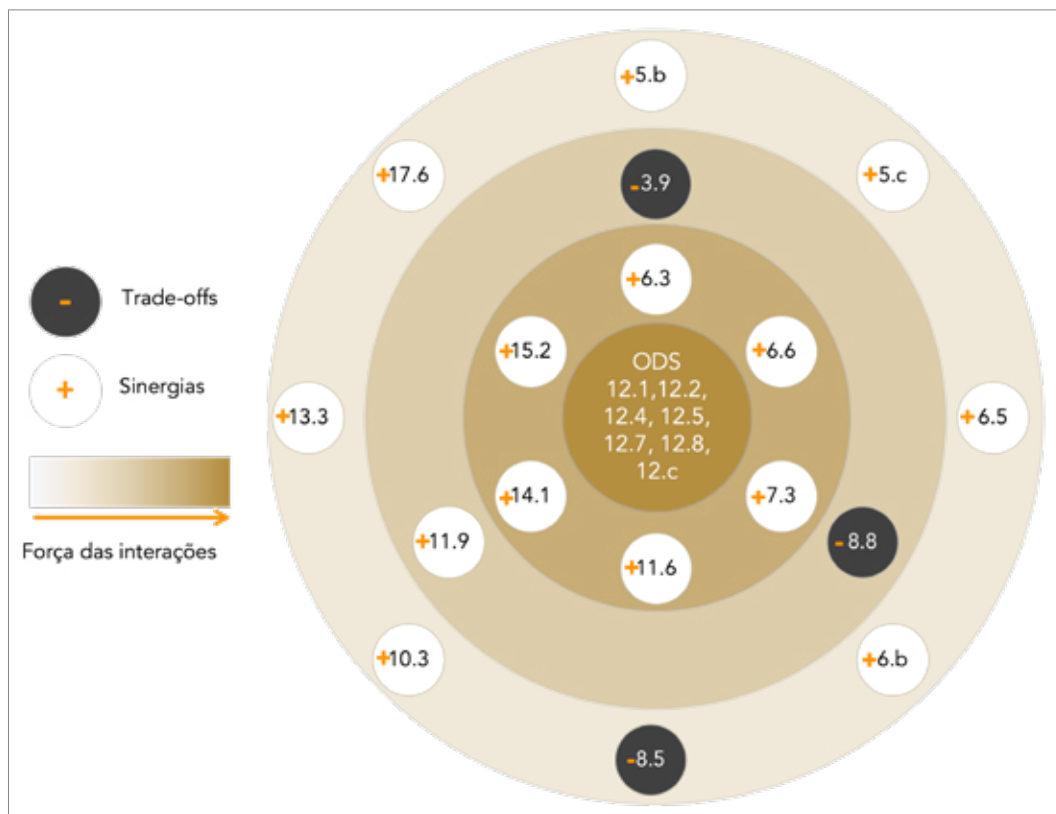 +5.b
+17.6
+5.c
-3.9
+6.3
-
Trade-offs
+15.2
+6.6
ODS
12.1,12.2,
12.4, 12.5,
12.7, 12.8,
12.c
+
Sinergias
+13.3
+6.5
+14.1
+7.3
+11.9
-8.8
Força das interações
+11.6
+10.3
+6.b
-8.5